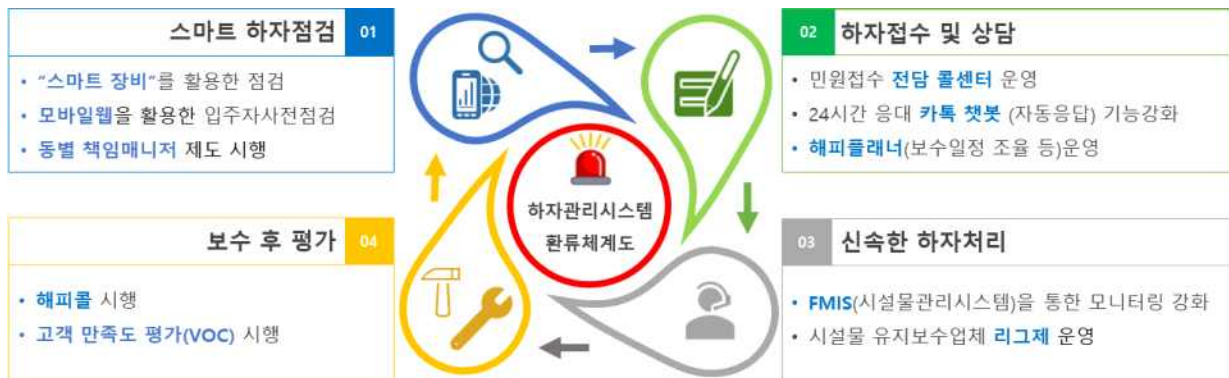 스마트 하자점검 01
• “스마트 장비”를 활용한 점검
• 모바일웹을 활용한 입주자사전점검
• 동별 책임매니저 제도 시행
02 하자접수 및 상담
• 민원접수 전담 콜센터 운영
• 24시간 응대 카톡 챗봇 (자동응답) 기능강화
• 해피플래너(보수일정 조율 등)운영
하자관리시스템
환류체계도
03 신속한 하자처리
• FMIS(시설물관리시스템)을 통한 모니터링 강화
• 시설물 유지보수업체 리그제 운영
보수 후 평가 04
• 해피콜 시행
• 고객 만족도 평가(VOC) 시행